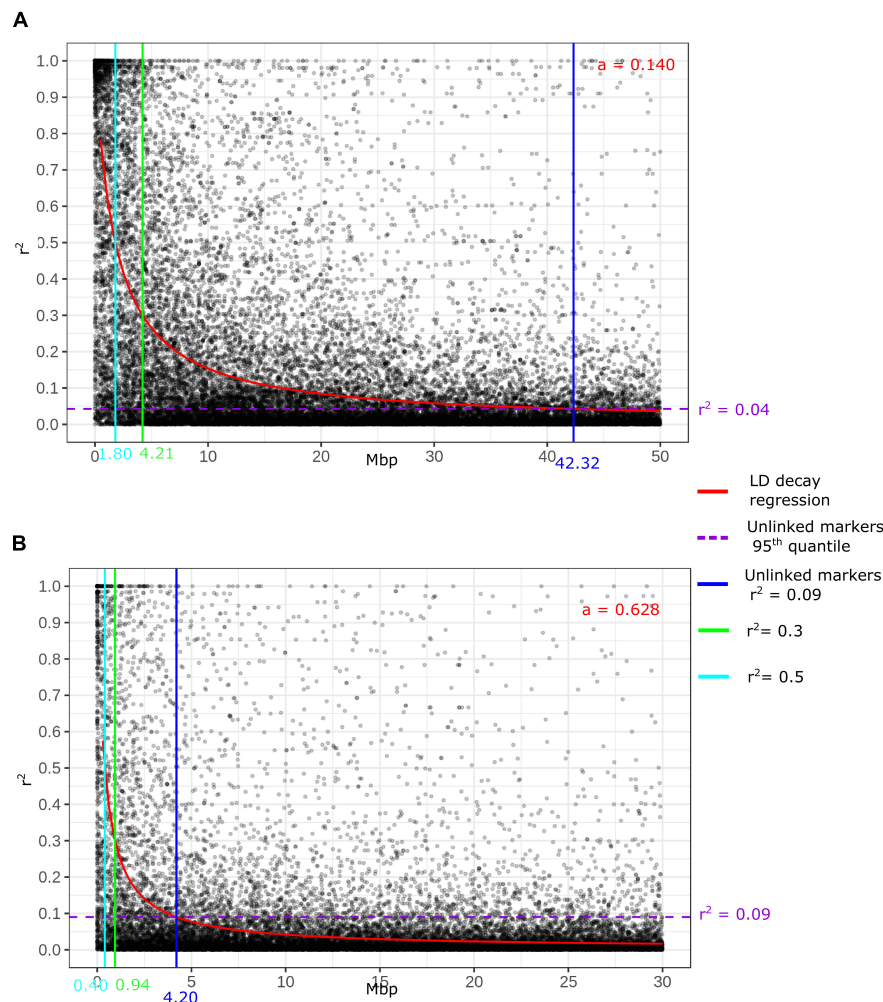 A
1.0
0.9
0.8
0.7
0.6
0.5
0.4
0.3
0.2
0.1
0.0
r²
a = 0.140
r² = 0.04
0 10 20 30 40 50
1.80 4.21 Mbp 42.32
LD decay
regression
Unlinked markers
95th quantile
Unlinked markers
r² = 0.09
r²= 0.3
r²= 0.5
B
1.0
0.9
0.8
0.7
0.6
0.5
0.4
0.3
0.2
0.1
0.0
r²
a = 0.628
r² = 0.09
0 5 10 15 20 25 30
0.40 0.94 4.20 Mbp